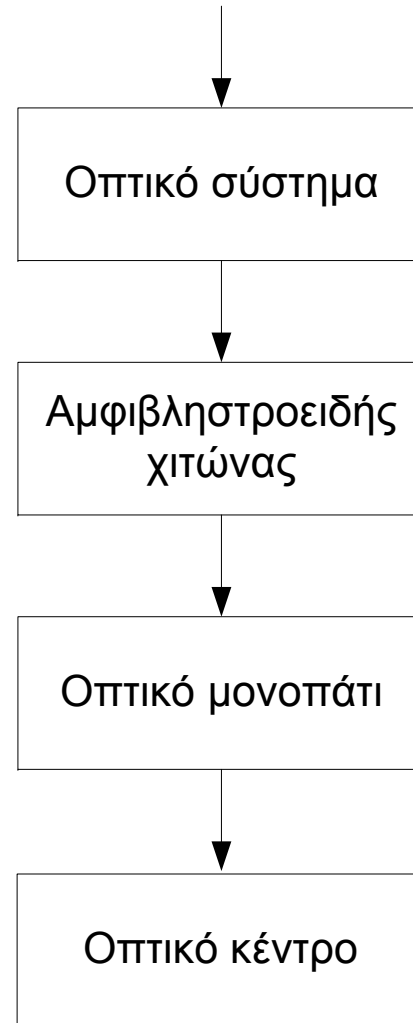 Οπτικό σύστημα
Αμφιβληστροειδής
χιτώνας
Οπτικό μονοπάτι
Οπτικό κέντρο